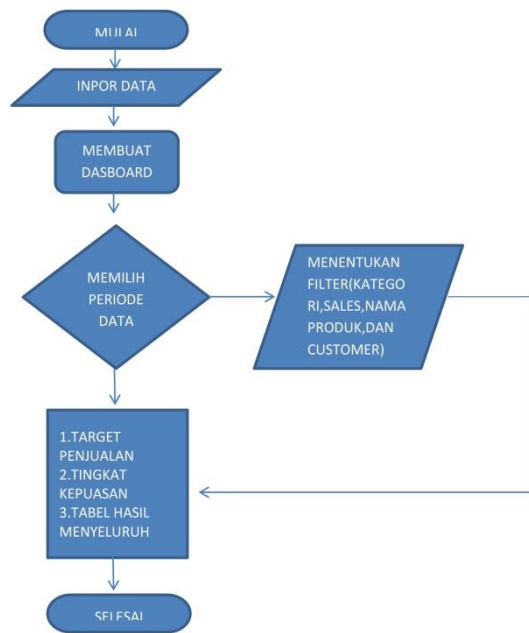 MULAI
INPOR DATA
MEMBUAT
DASBOARD
MEMILIH
PERIODE
DATA
MENENTUKAN
FILTER(KATEGO
RI,SALES,NAMA
PRODUK,DAN
CUSTOMER)
1.TARGET
PENJUALAN
2.TINGKAT
KEPUASAN
3.TABEL HASIL
MENYELURUH
SELESAI